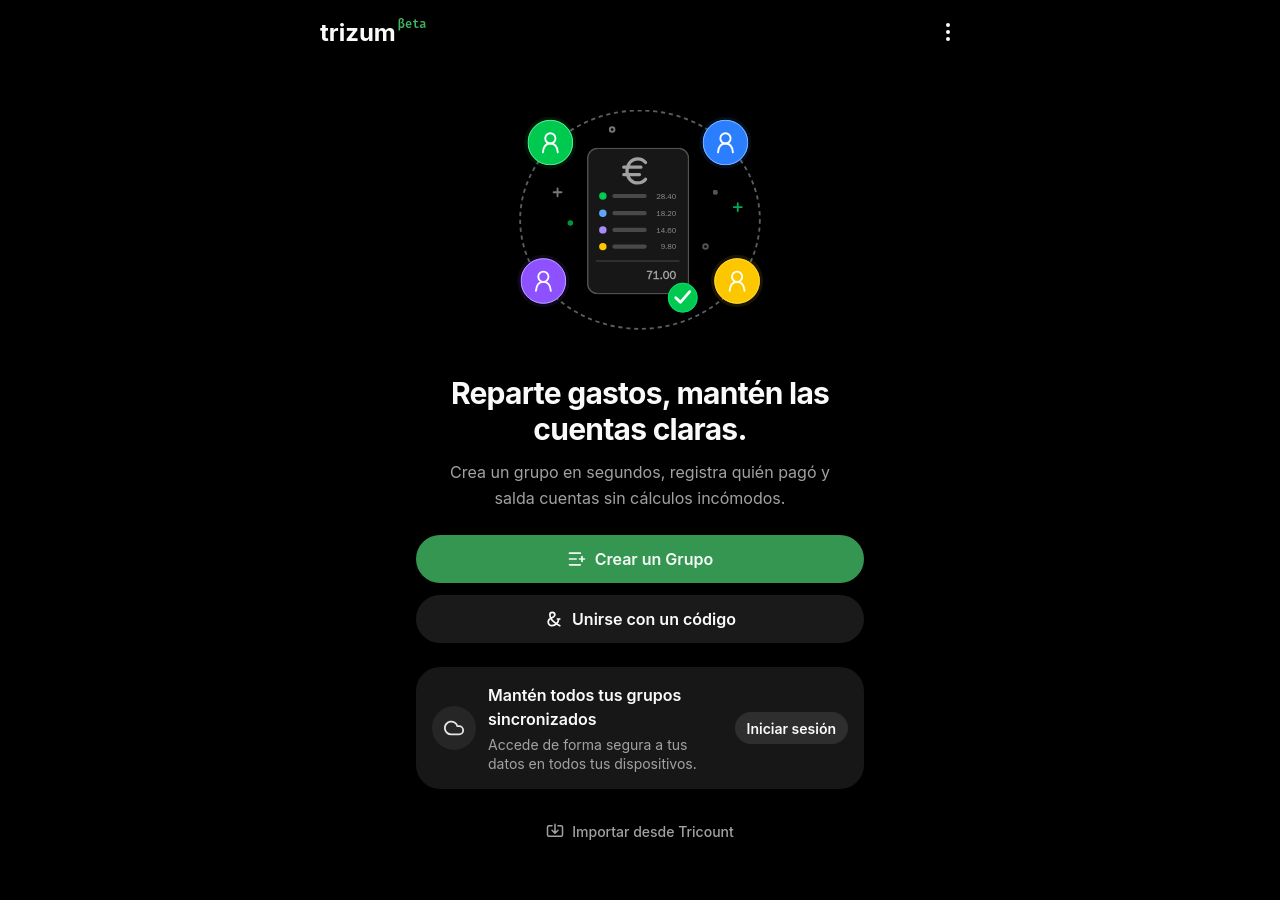 trizum βeta
€
28.40
18.20
14.60
9.80
71.00
Reparte gastos, mantén las
cuentas claras.
Crea un grupo en segundos, registra quién pagó y
salda cuentas sin cálculos incómodos.
Crear un Grupo
& Unirse con un código
Mantén todos tus grupos
sincronizados
Accede de forma segura a tus
datos en todos tus dispositivos.
Iniciar sesión
Importar desde Tricount